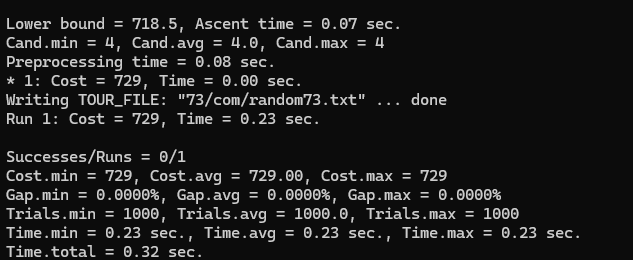 Lower bound = 718.5, Ascent time = 0.07 sec.
Cand.min = 4, Cand.avg = 4.0, Cand.max = 4
Preprocessing time = 0.08 sec.
* 1: Cost = 729, Time = 0.00 sec.
Writing TOUR_FILE: "73/com/random73.txt" ... done
Run 1: Cost = 729, Time = 0.23 sec.

Successes/Runs = 0/1
Cost.min = 729, Cost.avg = 729.00, Cost.max = 729
Gap.min = 0.0000%, Gap.avg = 0.0000%, Gap.max = 0.0000%
Trials.min = 1000, Trials.avg = 1000.0, Trials.max = 1000
Time.min = 0.23 sec., Time.avg = 0.23 sec., Time.max = 0.23 sec.
Time.total = 0.32 sec.